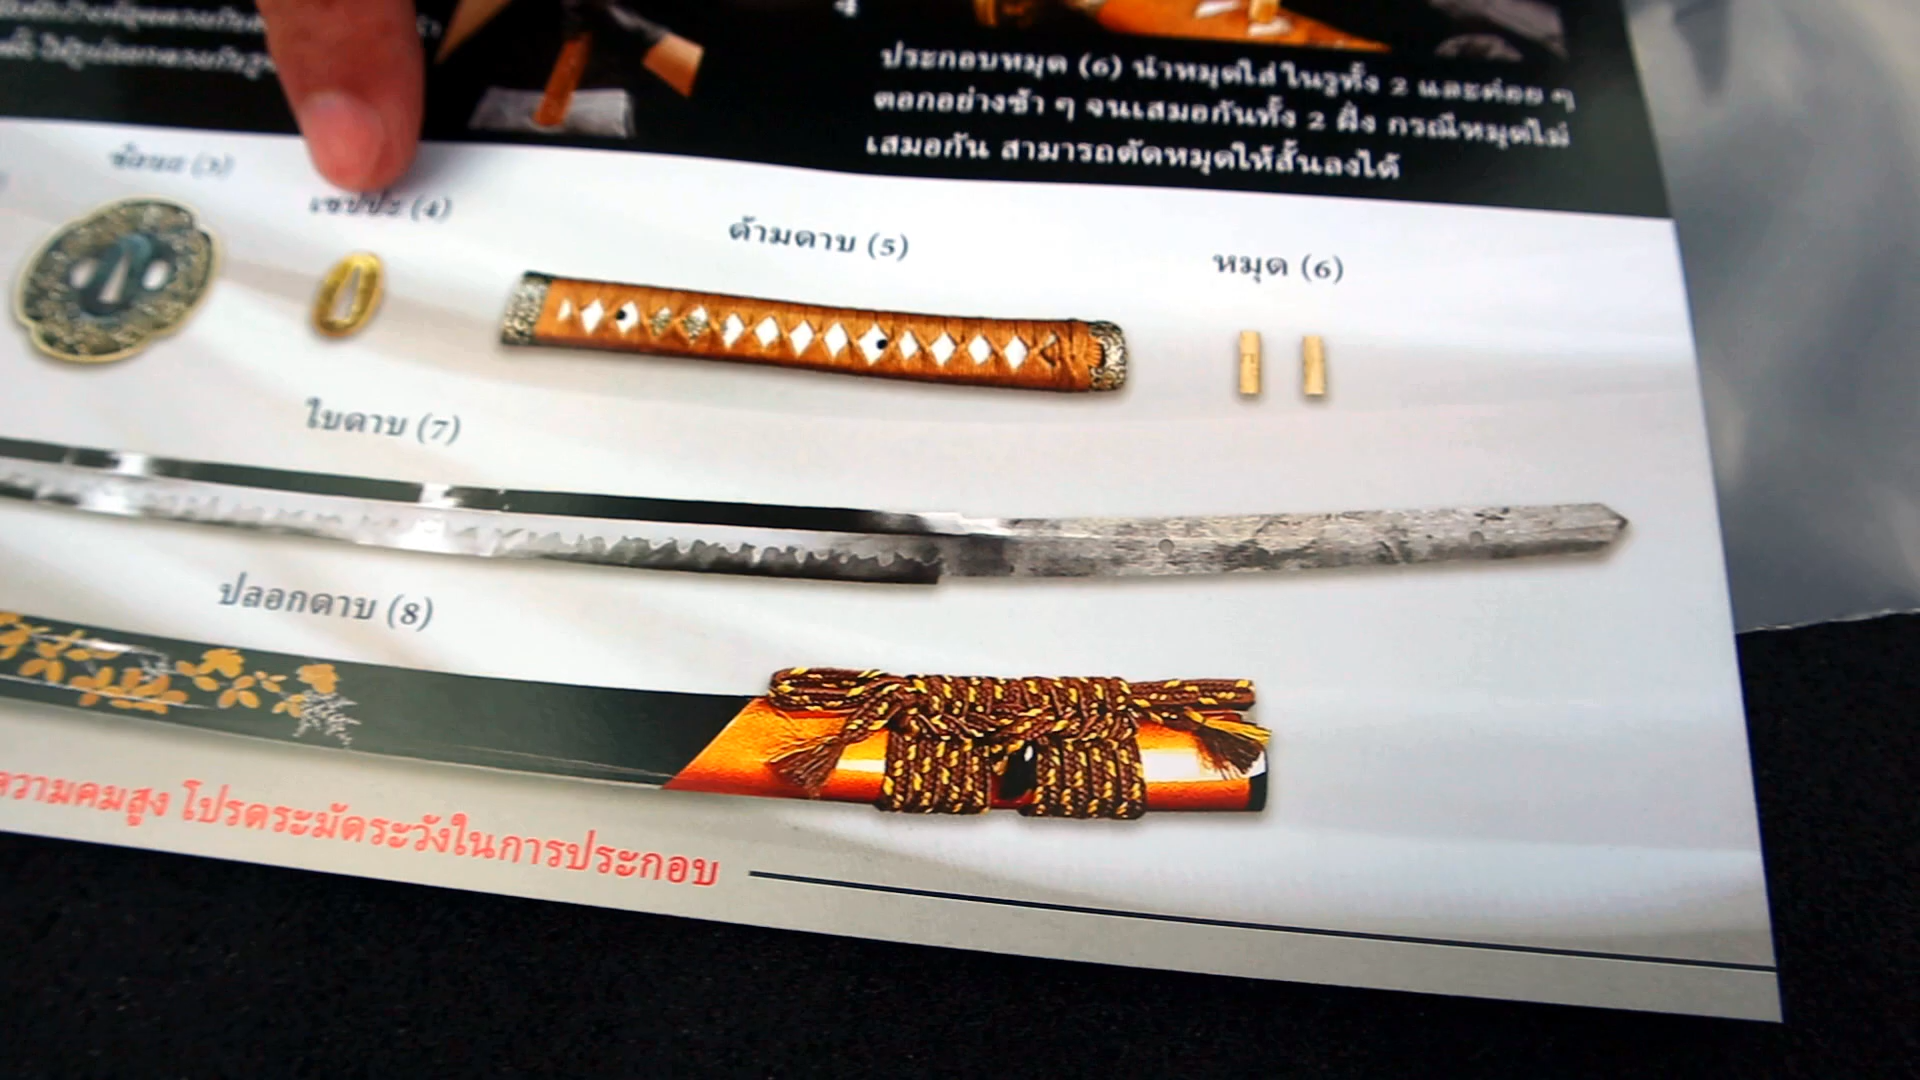 4
ประกอบหมุด (6) นำหมุดใส่ในรูทั้ง 2 และค่อย ๆ
ตอกอย่างช้า ๆ จนเสมอกันทั้ง 2 ฝั่ง กรณีหมุดไม่
เสมอกัน สามารถตัดหมุดให้สั้นลงได้
(3)
เซปปะ (4)
ด้ามดาบ (5)
หมุด (6)
ใบดาบ (7)
ปลอกดาบ (8)
ความคมสูง โปรดระมัดระวังในการประกอบ